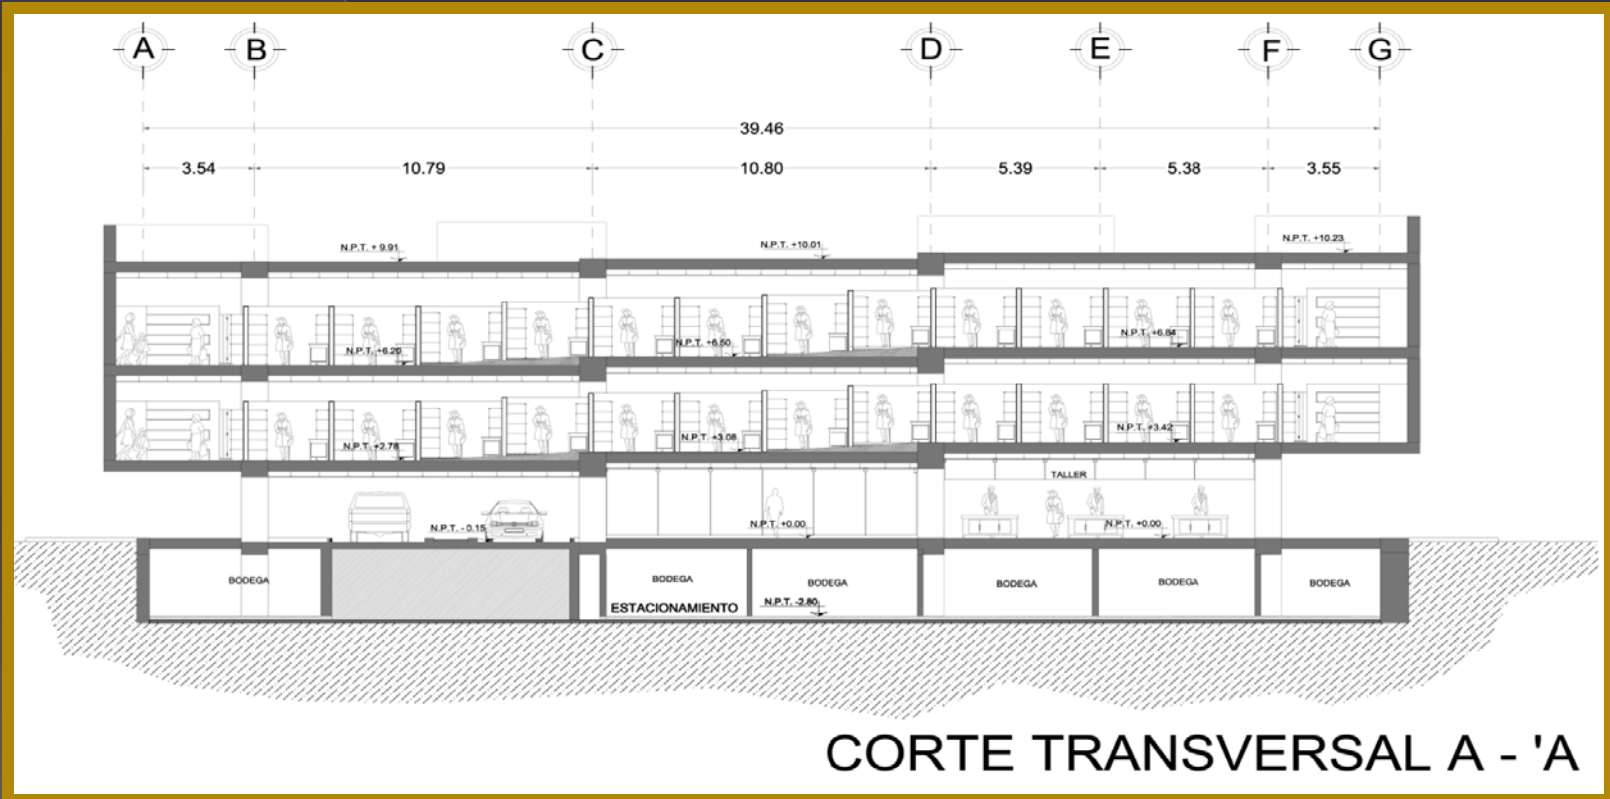 A B C D E F G
39.46
3.54 10.79 10.80 5.39 5.38 3.55
N.P.T. + 9.91 N.P.T. +10.01 N.P.T. +10.23
N.P.T. +6.20 N.P.T. +6.50 N.P.T. +6.84
N.P.T. +2.78 N.P.T. +3.08 N.P.T. +3.42
TALLER
N.P.T. - 0.15 N.P.T. +0.00 N.P.T. +0.00
BODEGA BODEGA BODEGA BODEGA BODEGA BODEGA
ESTACIONAMIENTO N.P.T. -2.80
CORTE TRANSVERSAL A - 'A